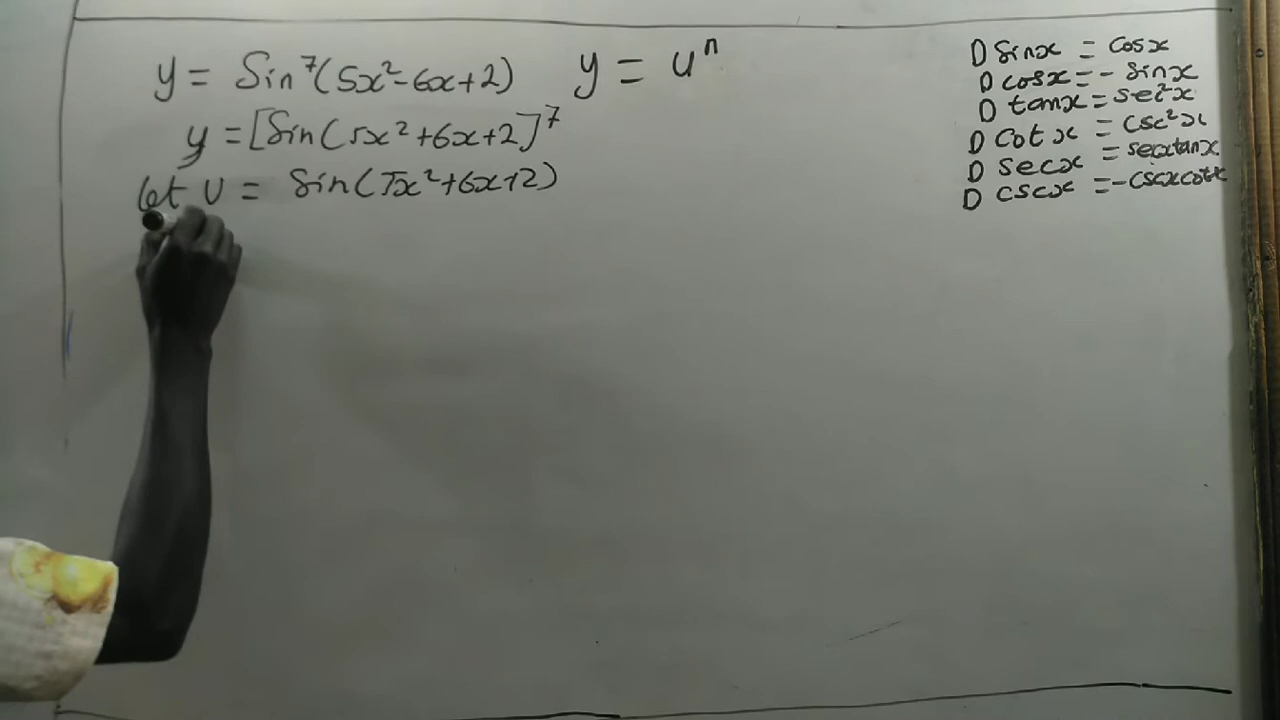 y = Sin⁷(5x²-6x+2) y = uⁿ
y = [Sin(5x²+6x+2]⁷
let U = Sin(5x²+6x+2)
D Sinx = Cosx
D cosx = - sinx
D tanx = sec²x
D Cot x = csc²x
D secx = secxtanx
D cscx = -cscxcotx